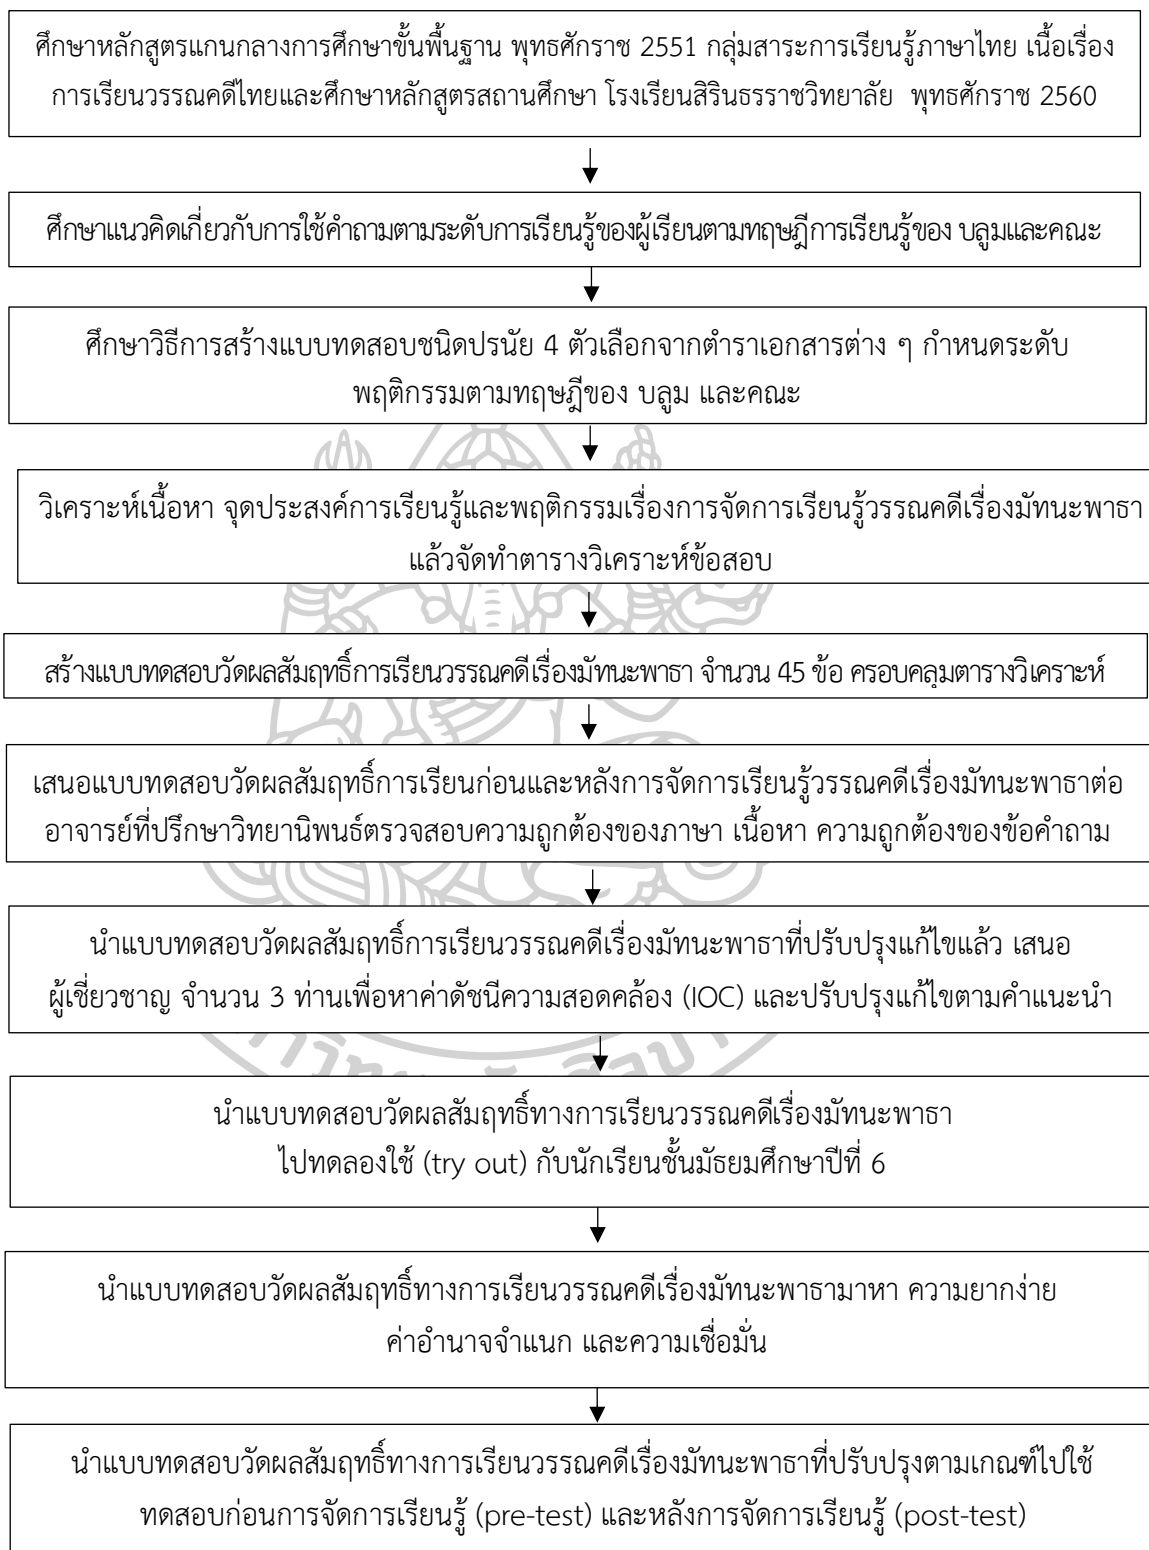 ศึกษาหลักสูตรแกนกลางการศึกษาขั้นพื้นฐาน พุทธศักราช 2551 กลุ่มสาระการเรียนรู้ภาษาไทย เนื้อเรื่อง
การเรียนวรรณคดีไทยและศึกษาหลักสูตรสถานศึกษา โรงเรียนสิรินธรราชวิทยาลัย พุทธศักราช 2560
ศึกษาแนวคิดเกี่ยวกับการใช้คำถามตามระดับการเรียนรู้ของผู้เรียนตามทฤษฎีการเรียนรู้ของ บลูมและคณะ
ศึกษาวิธีการสร้างแบบทดสอบชนิดปรนัย 4 ตัวเลือกจากตำราเอกสารต่าง ๆ กำหนดระดับ
พฤติกรรมตามทฤษฎีของ บลูม และคณะ
วิเคราะห์เนื้อหา จุดประสงค์การเรียนรู้และพฤติกรรมเรื่องการจัดการเรียนรู้วรรณคดีเรื่องมัทนะพาธา
แล้วจัดทำตารางวิเคราะห์ข้อสอบ
สร้างแบบทดสอบวัดผลสัมฤทธิ์การเรียนวรรณคดีเรื่องมัทนะพาธา จำนวน 45 ข้อ ครอบคลุมตารางวิเคราะห์
เสนอแบบทดสอบวัดผลสัมฤทธิ์การเรียนก่อนและหลังการจัดการเรียนรู้วรรณคดีเรื่องมัทนะพาธาต่อ
อาจารย์ที่ปรึกษาวิทยานิพนธ์ตรวจสอบความถูกต้องของภาษา เนื้อหา ความถูกต้องของข้อคำถาม
นำแบบทดสอบวัดผลสัมฤทธิ์การเรียนวรรณคดีเรื่องมัทนะพาธาที่ปรับปรุงแก้ไขแล้ว เสนอ
ผู้เชี่ยวชาญ จำนวน 3 ท่านเพื่อหาค่าดัชนีความสอดคล้อง (IOC) และปรับปรุงแก้ไขตามคำแนะนำ
นำแบบทดสอบวัดผลสัมฤทธิ์ทางการเรียนวรรณคดีเรื่องมัทนะพาธา
ไปทดลองใช้ (try out) กับนักเรียนชั้นมัธยมศึกษาปีที่ 6
นำแบบทดสอบวัดผลสัมฤทธิ์ทางการเรียนวรรณคดีเรื่องมัทนะพาธามาหา ความยากง่าย
ค่าอำนาจจำแนก และความเชื่อมั่น
นำแบบทดสอบวัดผลสัมฤทธิ์ทางการเรียนวรรณคดีเรื่องมัทนะพาธาที่ปรับปรุงตามเกณฑ์ไปใช้
ทดสอบก่อนการจัดการเรียนรู้ (pre-test) และหลังการจัดการเรียนรู้ (post-test)